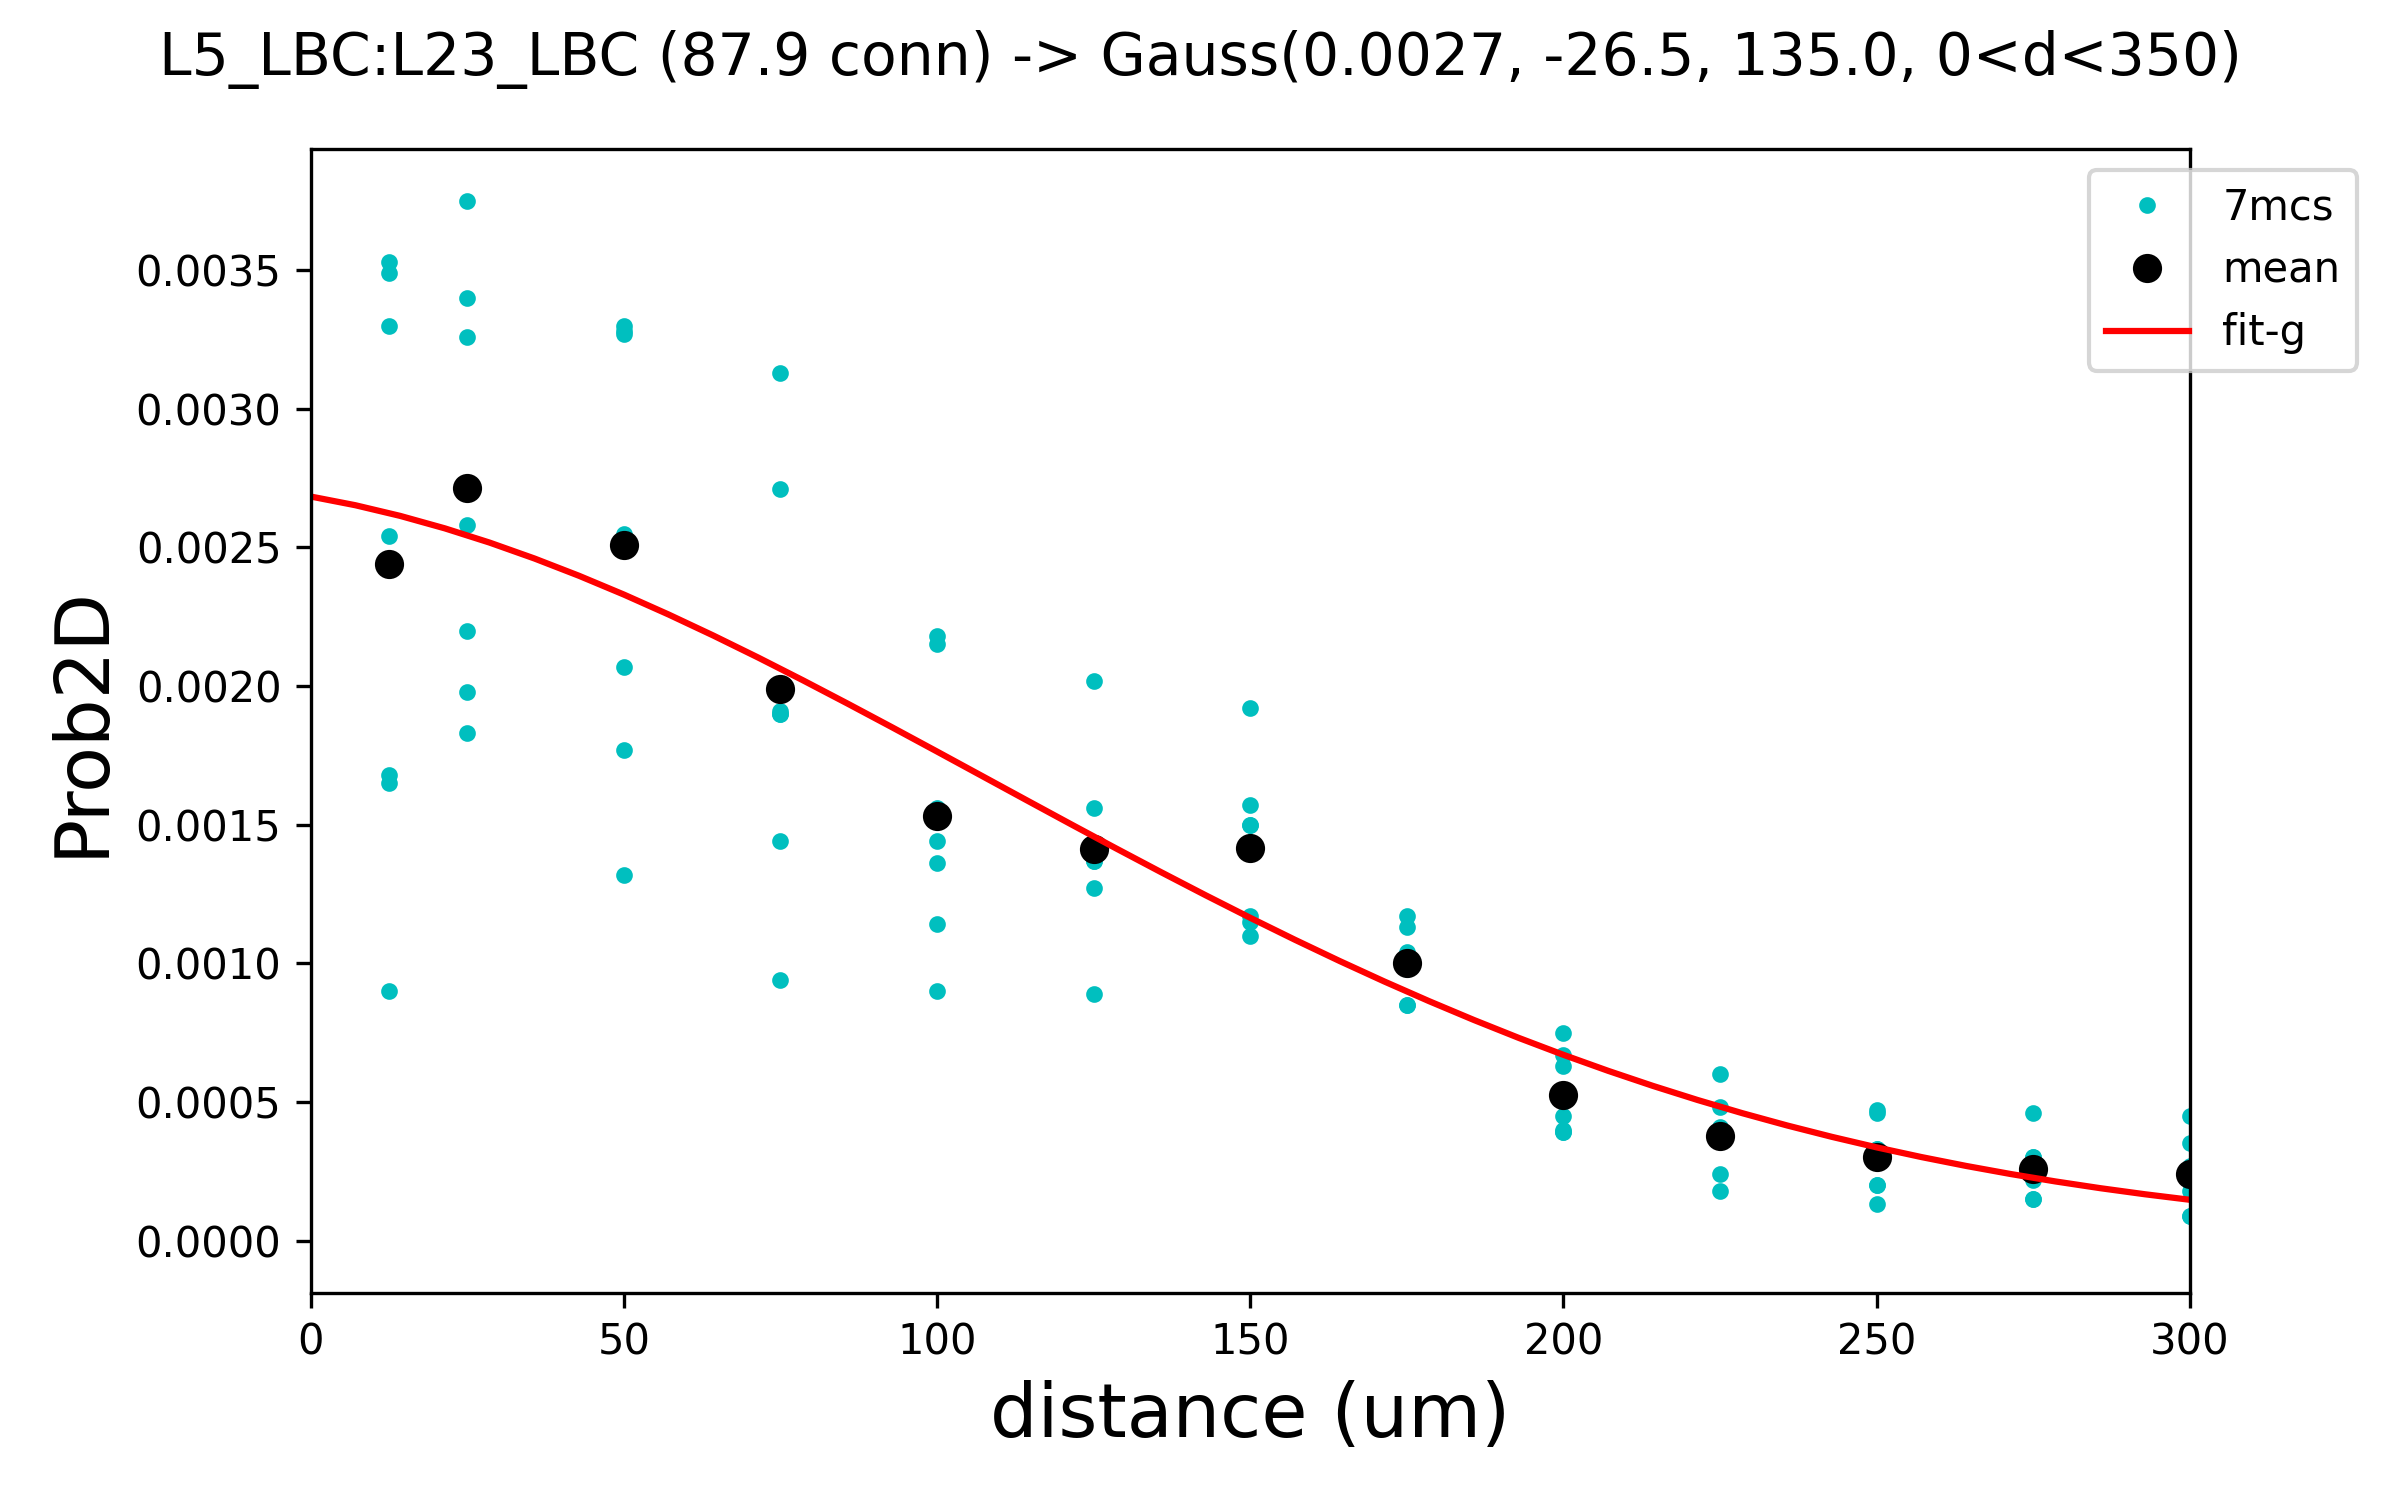 L5_LBC:L23_LBC (87.9 conn) -> Gauss(0.0027, -26.5, 135.0, 0<d<350)
7mcs
mean
fit-g
Prob2D
0.0035
0.0030
0.0025
0.0020
0.0015
0.0010
0.0005
0.0000
0 50 100 150 200 250 300
distance (um)